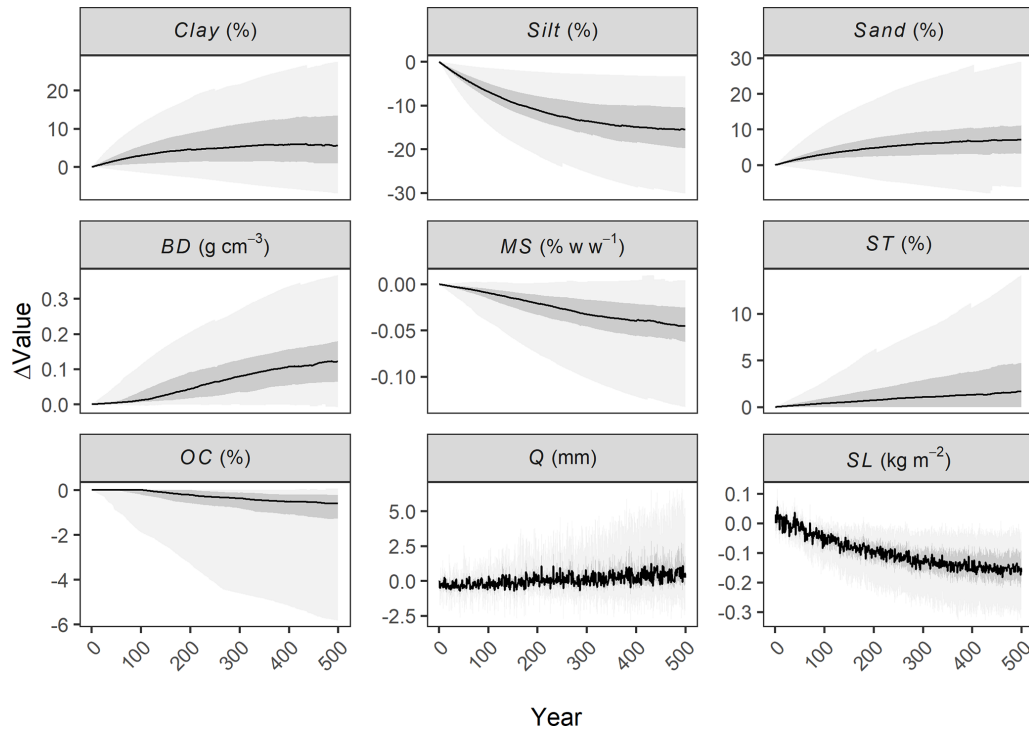 Clay (%)
Silt (%)
Sand (%)
20
10
0
0
-10
-20
-30
30
20
10
0
BD (g cm⁻³)
MS (% w w⁻¹)
ST (%)
0.3
0.2
0.1
0.0
0.00
-0.05
-0.10
10
5
0
ΔValue
OC (%)
Q (mm)
SL (kg m⁻²)
0
-2
-4
-6
5.0
2.5
0.0
-2.5
0.1
0.0
-0.1
-0.2
-0.3
0 100 200 300 400 500
0 100 200 300 400 500
0 100 200 300 400 500
Year